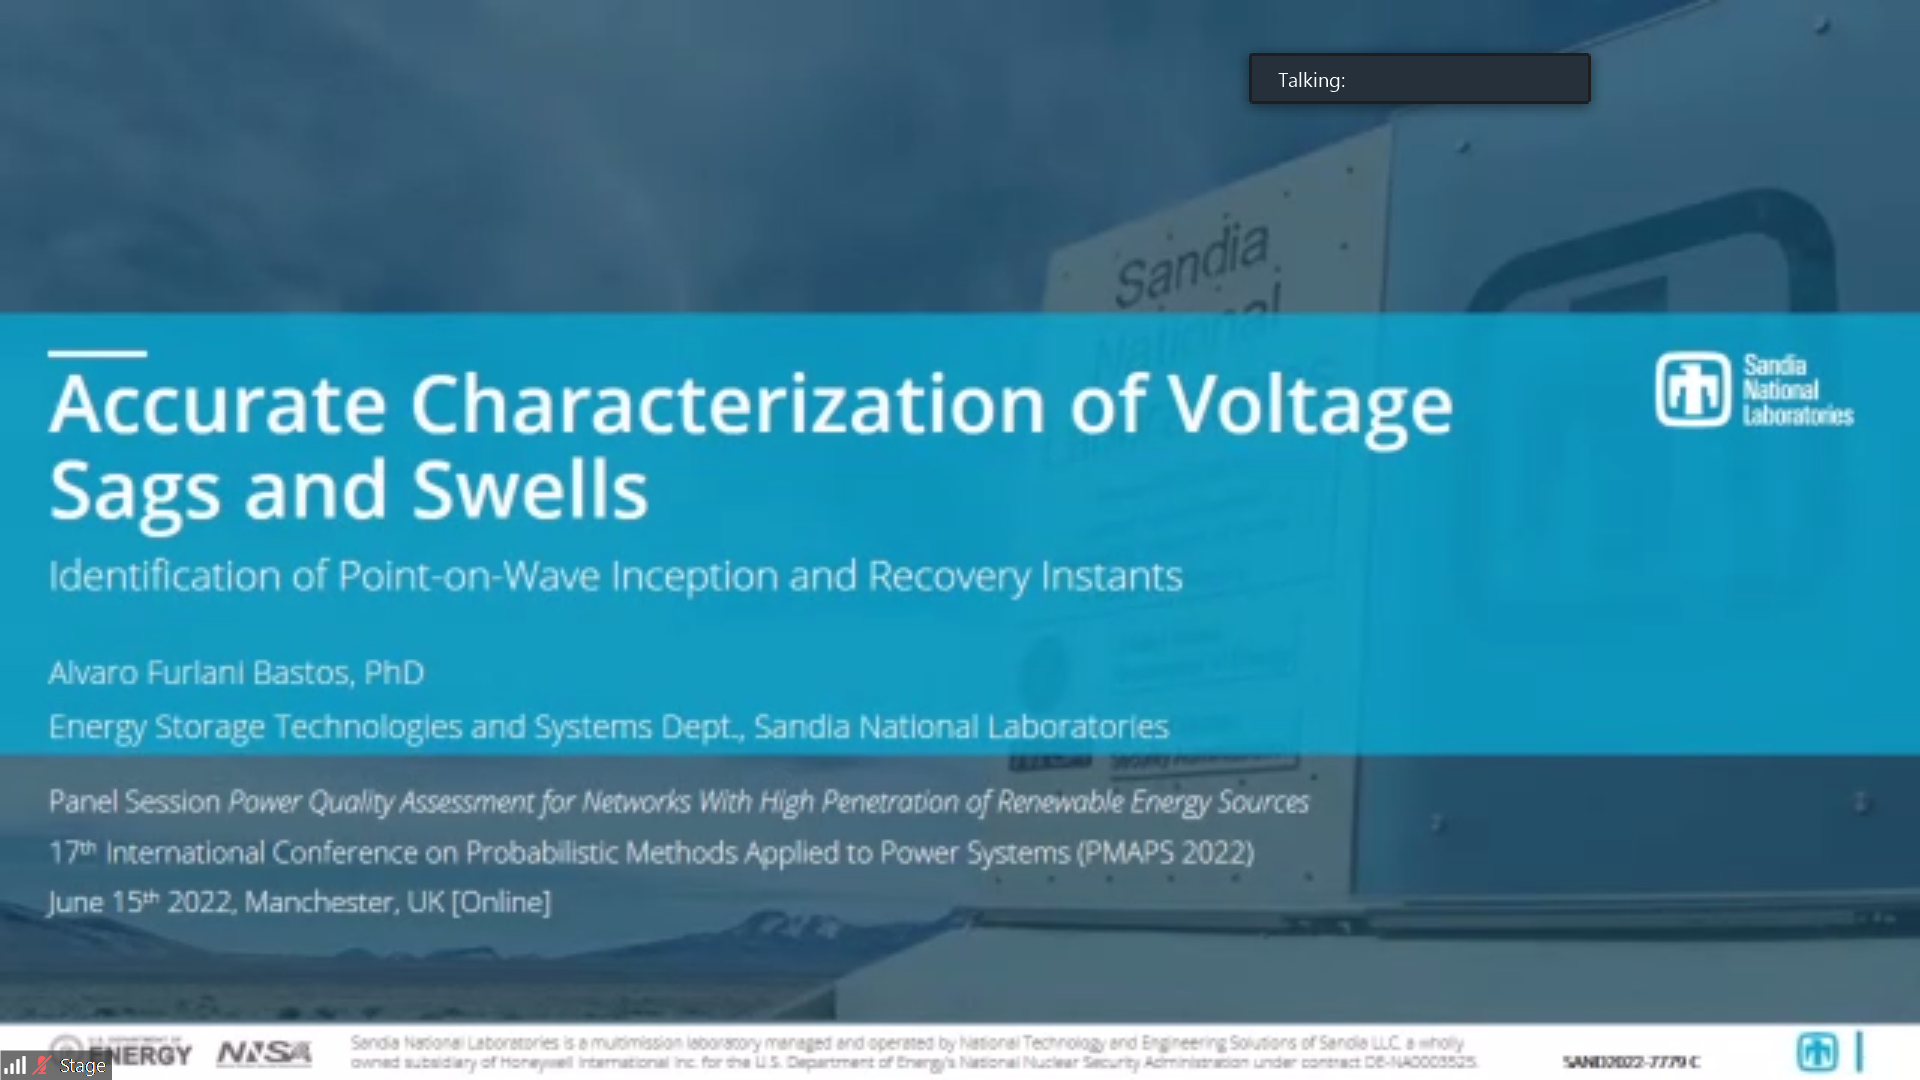 Talking:
Sandia
National
Accurate Characterization of Voltage
Sags and Swells
Sandia
National
Laboratories
Identification of Point-on-Wave Inception and Recovery Instants
Alvaro Furlani Bastos, PhD
Energy Storage Technologies and Systems Dept., Sandia National Laboratories
Panel Session Power Quality Assessment for Networks With High Penetration of Renewable Energy Sources
17th International Conference on Probabilistic Methods Applied to Power Systems (PMAPS 2022)
June 15th 2022, Manchester, UK [Online]
ENERGY
NNSA
Sandia National Laboratories is a multimission laboratory managed and operated by National Technology and Engineering Solutions of Sandia LLC, a wholly
owned subsidiary of Honeywell International Inc. for the U.S. Department of Energy's National Nuclear Security Administration under contract DE-NA0003525.
SAND2022-7779 C
Stage